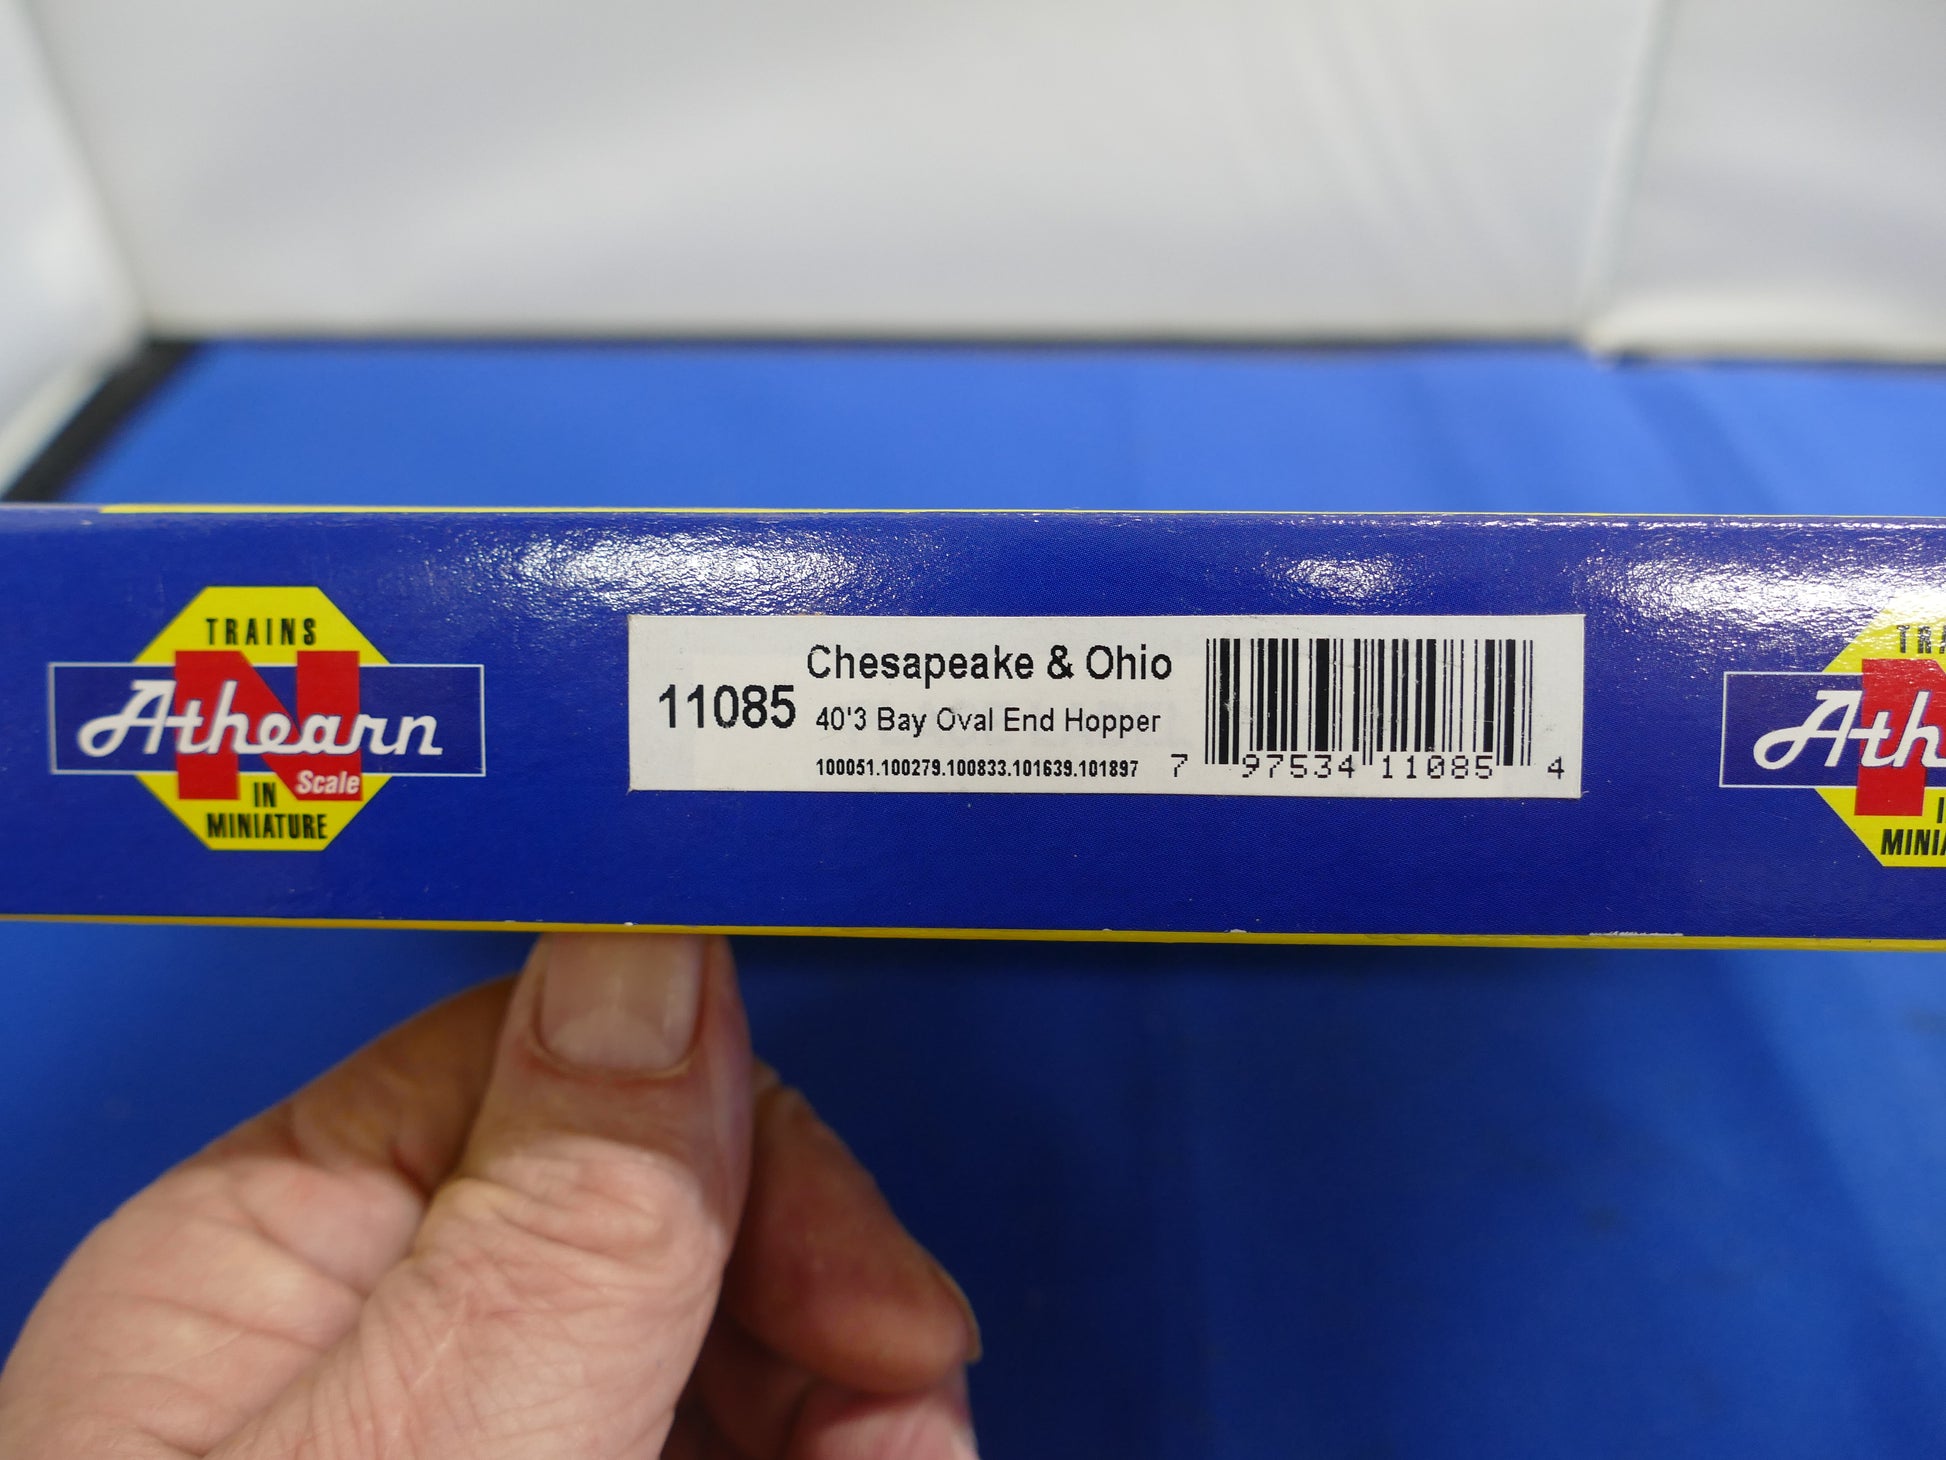 TRAINS
N
Athearn
Scale
IN
MINIATURE
Chesapeake & Ohio
11085
40'3 Bay Oval End Hopper
100051.100279.100833.101639.101897
7 97534 11085 4